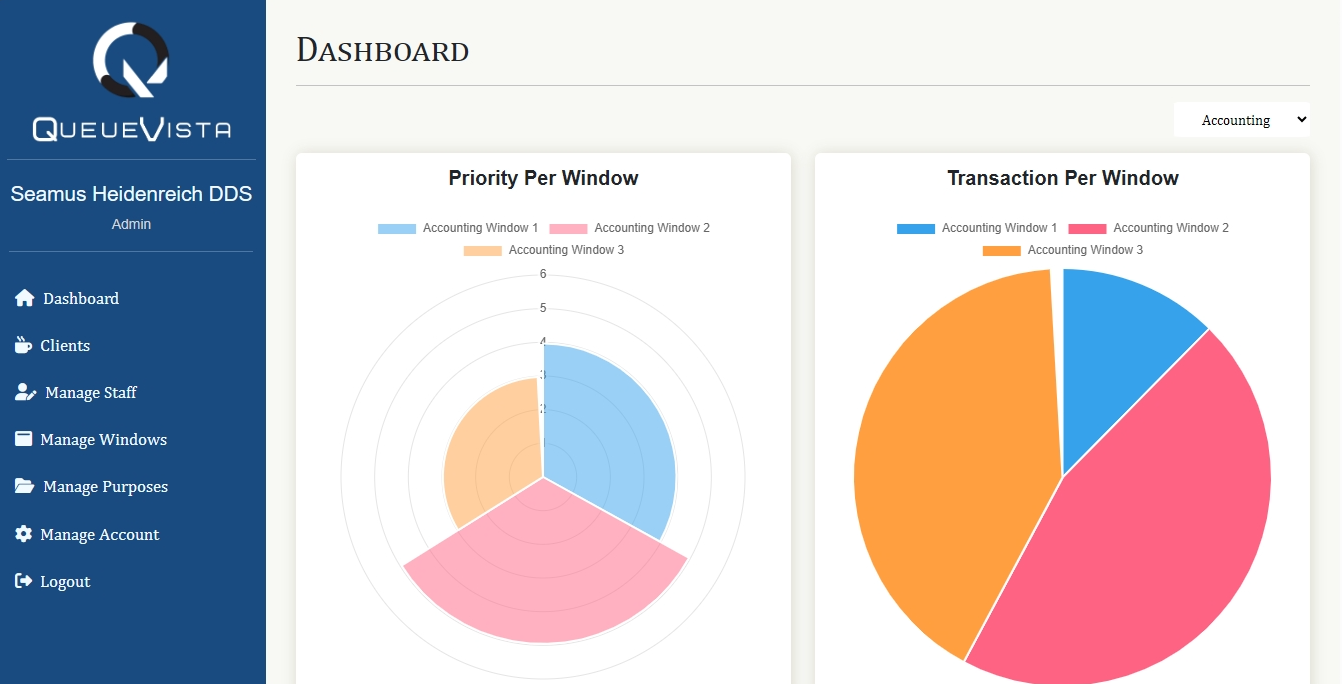 QUEUEVISTA
Seamus Heidenreich DDS
Admin
Dashboard
Clients
Manage Staff
Manage Windows
Manage Purposes
Manage Account
Logout
DASHBOARD
Accounting
Priority Per Window
Accounting Window 1 Accounting Window 2
Accounting Window 3
6
5
4
3
2
1
Transaction Per Window
Accounting Window 1 Accounting Window 2
Accounting Window 3